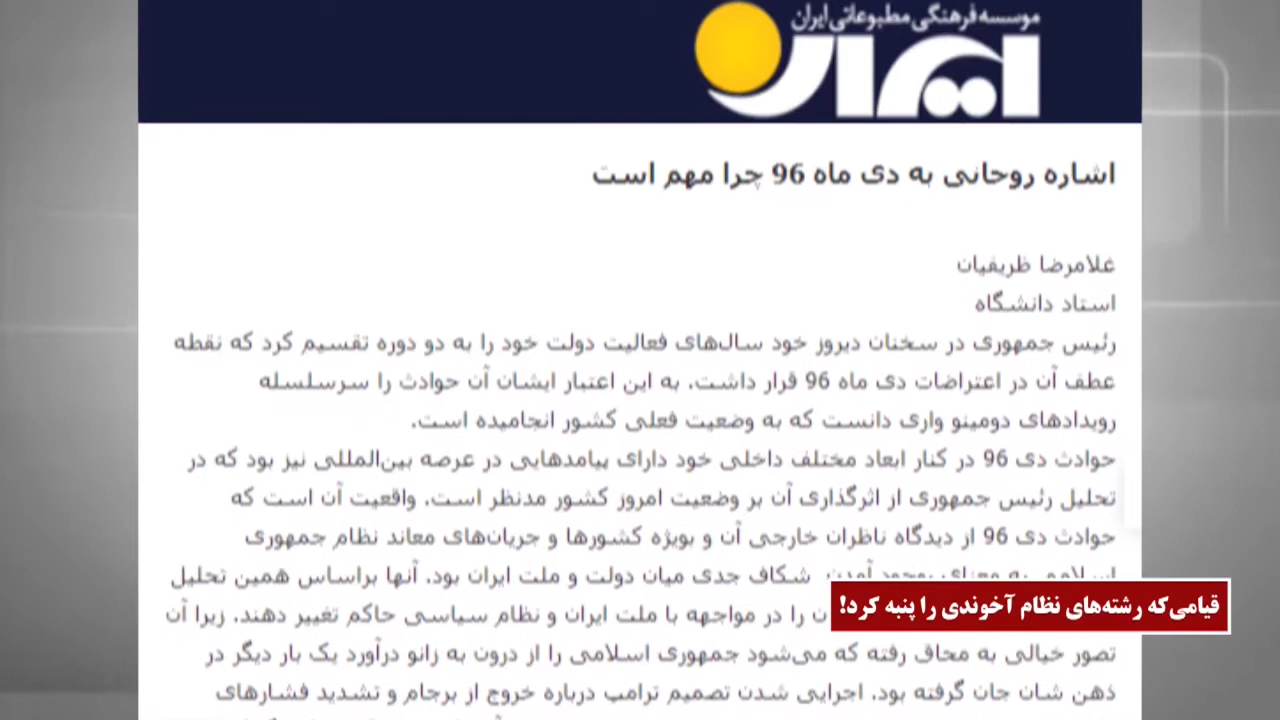 موسسه فرهنگی مطبوعاتی ایران
ایران
اشاره روحانی به دی ماه 96 چرا مهم است
غلامرضا ظریفیان
استاد دانشگاه
رئیس جمهوری در سخنان دیروز خود سال‌های فعالیت دولت خود را به دو دوره تقسیم کرد که نقطه
عطف آن در اعتراضات دی ماه 96 قرار داشت. به این اعتبار ایشان آن حوادث را سرسلسله
رویدادهای دومینو واری دانست که به وضعیت فعلی کشور انجامیده است.
حوادث دی 96 در کنار ابعاد مختلف داخلی خود دارای پیامدهایی در عرصه بین‌المللی نیز بود که در
تحلیل رئیس جمهوری از اثرگذاری آن بر وضعیت امروز کشور مدنظر است. واقعیت آن است که
حوادث دی 96 از دیدگاه ناظران خارجی آن و بویژه کشورها و جریان‌های معاند نظام جمهوری
اسلامی به معنای بوجود آمدن شکاف جدی میان دولت و ملت ایران بود. آنها براساس همین تحلیل
را در مواجهه با ملت ایران و نظام سیاسی حاکم تغییر دهند. زیرا آن
قیامی‌که رشته‌های نظام آخوندی را پنبه کرد!
تصور خیالی به محاق رفته که می‌شود جمهوری اسلامی را از درون به زانو درآورد یک بار دیگر در
ذهن شان جان گرفته بود. اجرایی شدن تصمیم ترامپ درباره خروج از برجام و تشدید فشارهای